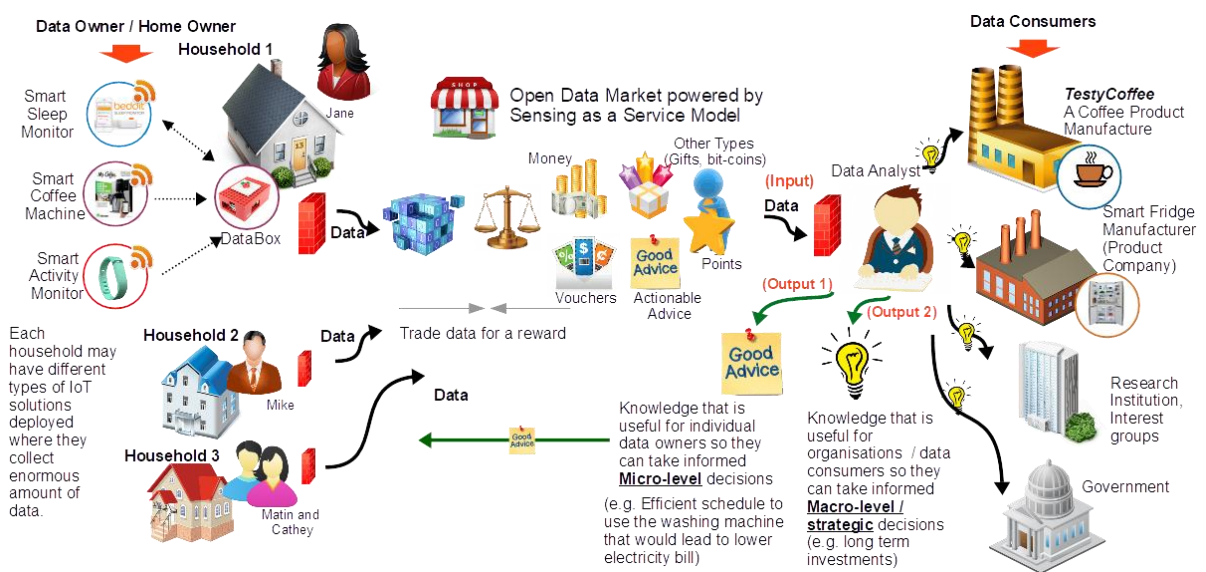 Data Owner / Home Owner
Household 1
Jane
Smart
Sleep
Monitor
beddit
Smart
Coffee
Machine
DataBox
Smart
Activity
Monitor
13
Data
SHOP
Open Data Market powered by
Sensing as a Service Model
Money
Other Types
(Gifts, bit-coins)
Points
%
$
€
Vouchers
Good
Advice
Actionable
Advice
Trade data for a reward
(Input)
Data
Data Analyst
(Output 1)
(Output 2)
Data Consumers
TestyCoffee
A Coffee Product
Manufacture
Smart Fridge
Manufacturer
(Product
Company)
Research
Institution,
Interest
groups
Government
Each
household may
have different
types of IoT
solutions
deployed
where they
collect
enormous
amount of
data.
Household 2
Mike
Data
Household 3
Matin and
Cathey
Data
Good
Advice
Good
Advice
Knowledge that is
useful for individual
data owners so they
can take informed
Micro-level decisions
(e.g. Efficient schedule to
use the washing machine
that would lead to lower
electricity bill)
Knowledge that is
useful for
organisations / data
consumers so they
can take informed
Macro-level /
strategic decisions
(e.g. long term
investments)